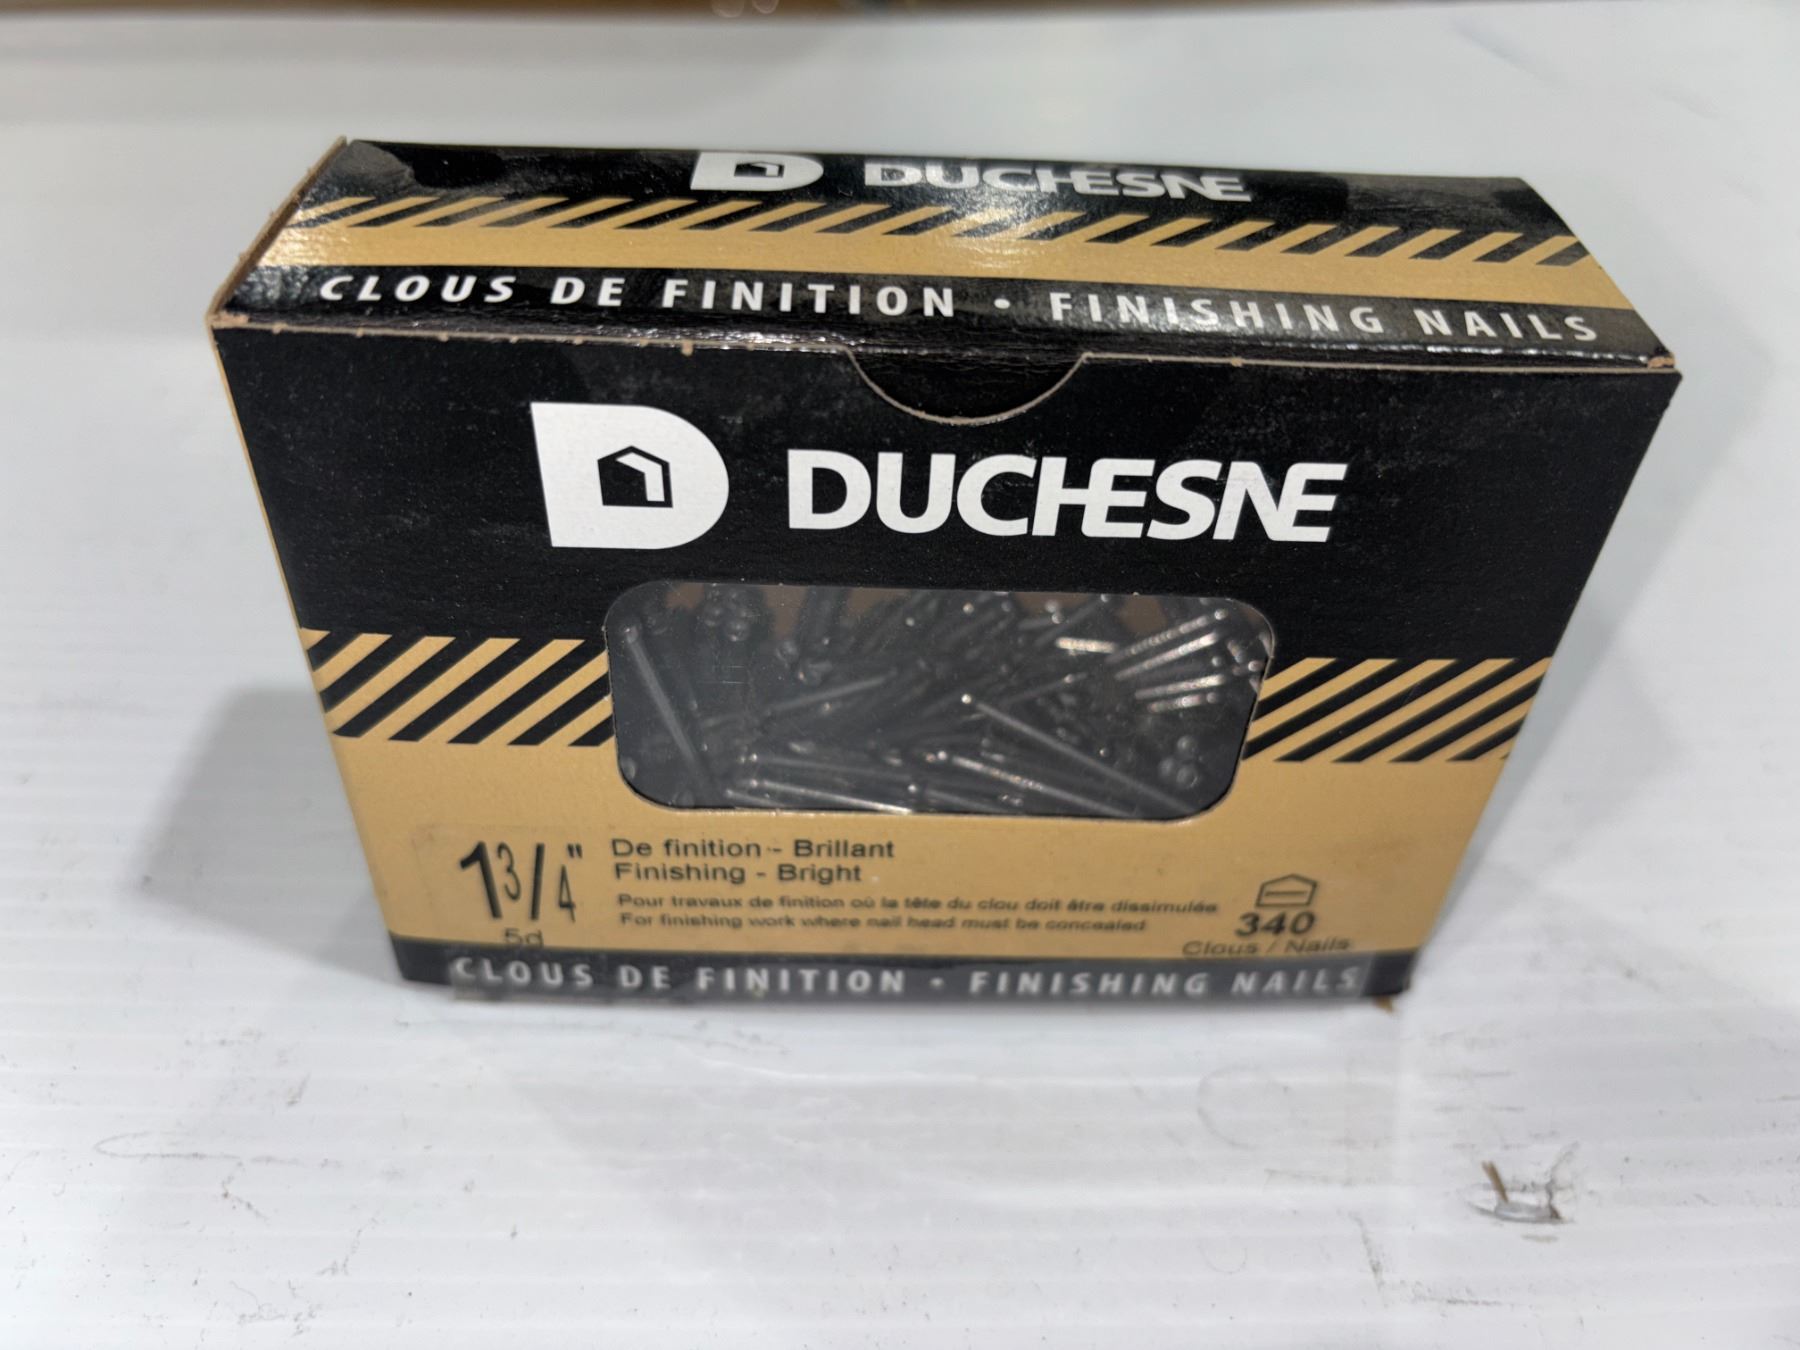 DUCHESNE
CLOUS DE FINITION • FINISHING NAILS
DUCHESNE
1 3/4"
De finition - Brillant
Finishing - Bright
Pour travaux de finition où la tête du clou doit être dissimulée
For finishing work where nail head must be concealed
5d
340
Clous / Nails
CLOUS DE FINITION • FINISHING NAILS